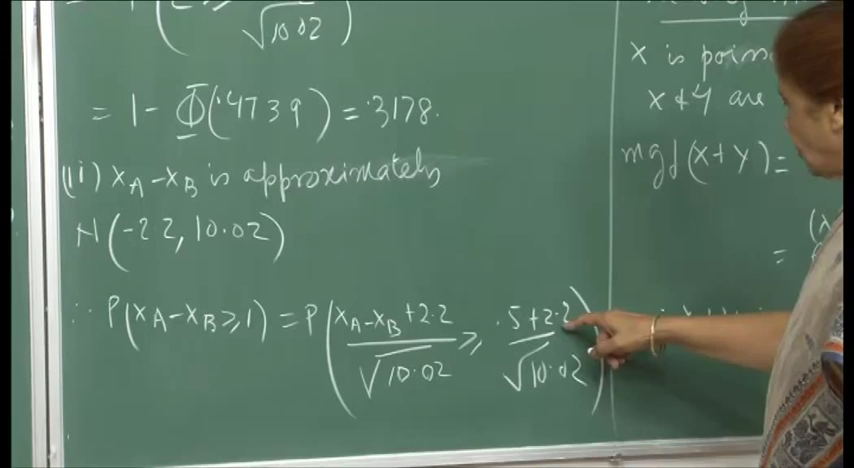 √10.02 )
= 1 - Φ(.4739) = .3178.
(ii) X_A - X_B is approximately
N(-2.2, 10.02)
∴ P(X_A - X_B ≥ 1) = P( (X_A - X_B + 2.2)/√10.02 ≥ (.5 + 2.2)/√10.02 )
X is poiss
X & Y are
mgf (X + Y) =
=